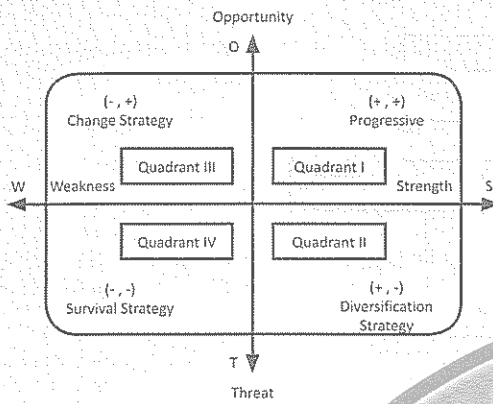 Opportunity
O
(- , +)
Change Strategy
(+ , +)
Progressive
Quadrant III
Quadrant I
W
Weakness
Strength
S
Quadrant IV
Quadrant II
(- , -)
Survival Strategy
(+ , -)
Diversification
Strategy
T
Threat